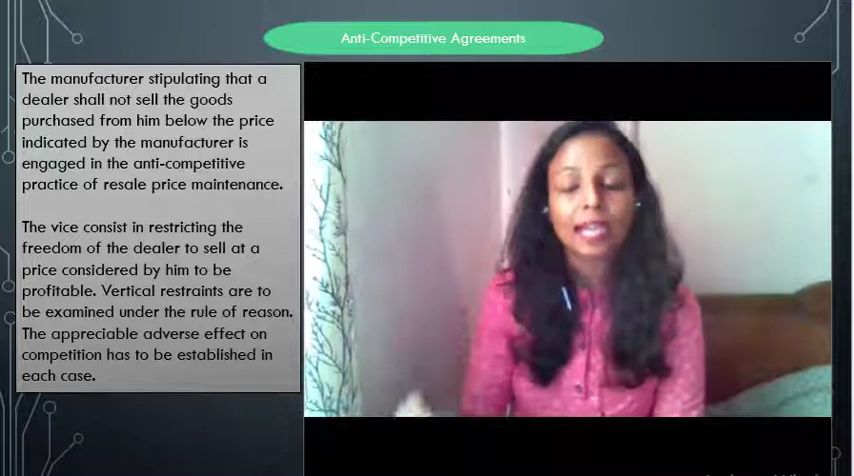 Anti-Competitive Agreements
The manufacturer stipulating that a
dealer shall not sell the goods
purchased from him below the price
indicated by the manufacturer is
engaged in the anti-competitive
practice of resale price maintenance.
The vice consist in restricting the
freedom of the dealer to sell at a
price considered by him to be
profitable. Vertical restraints are to
be examined under the rule of reason.
The appreciable adverse effect on
competition has to be established in
each case.